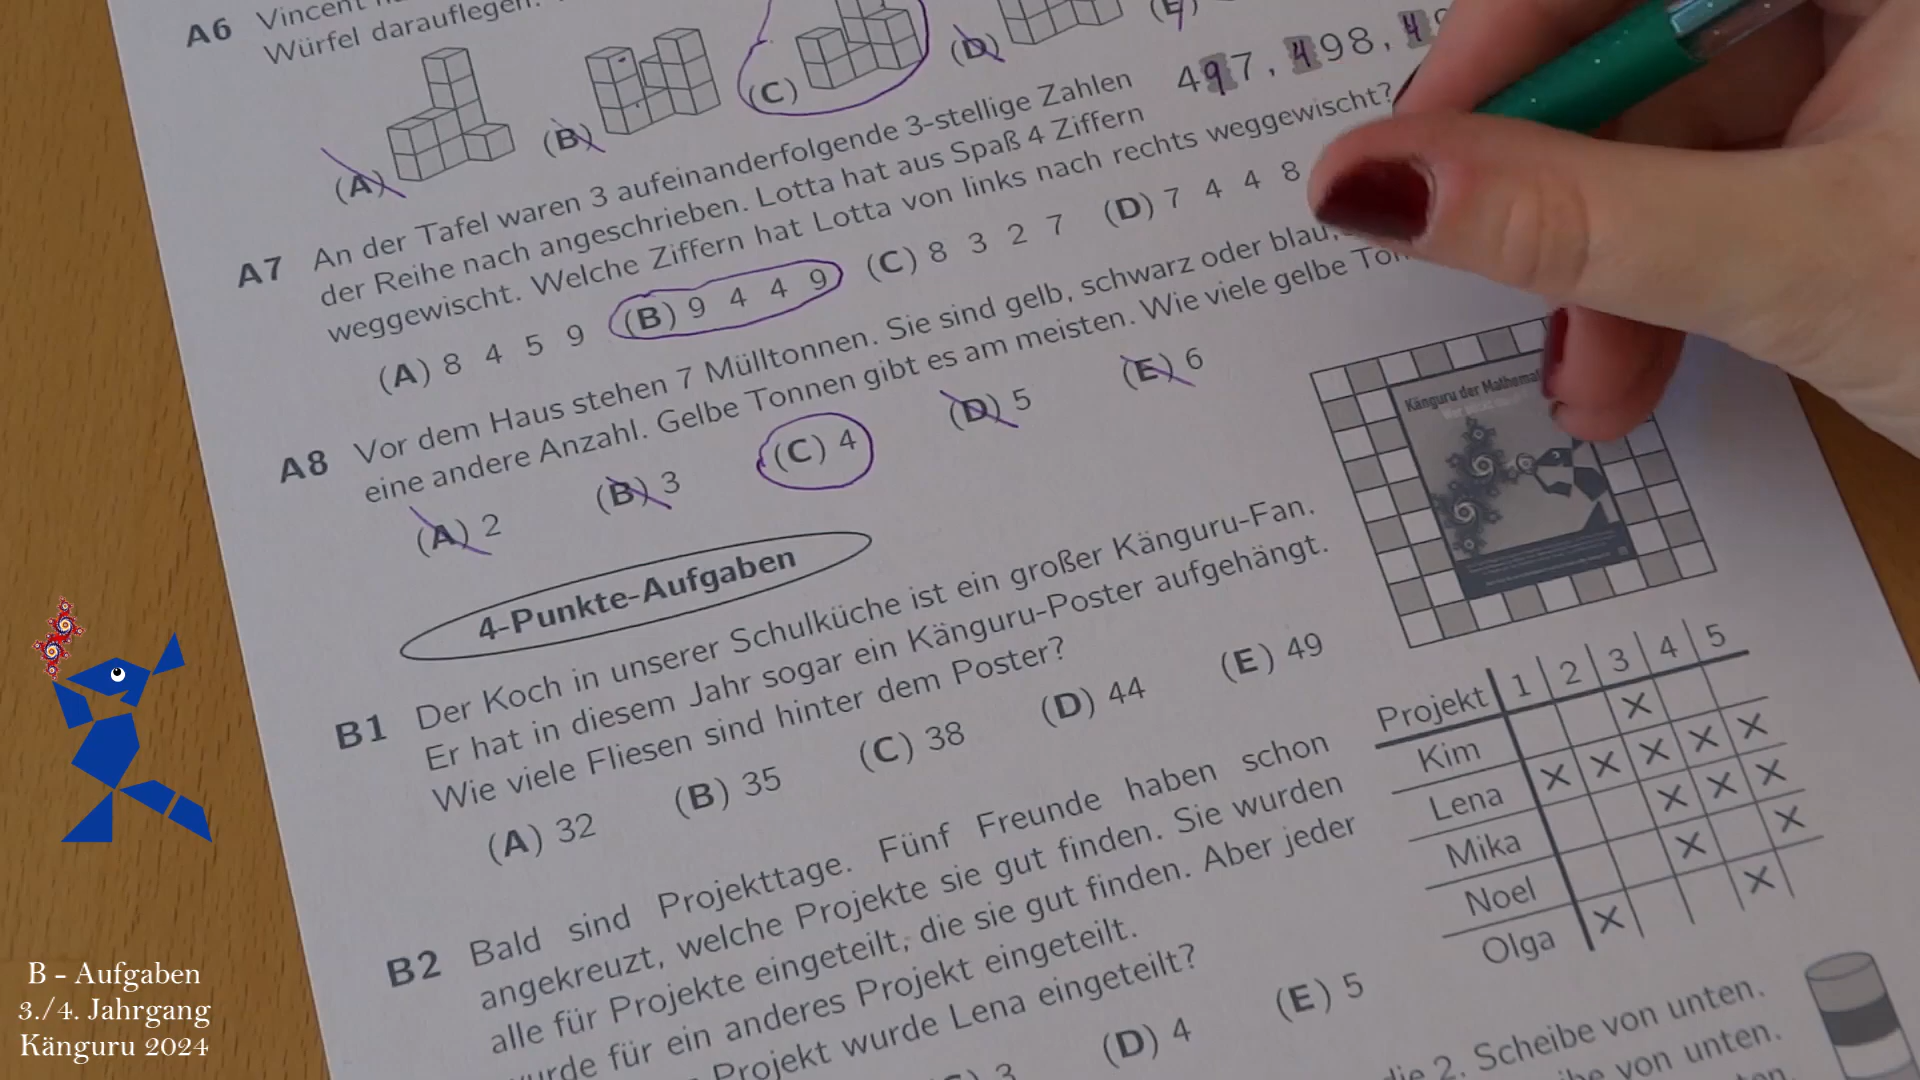 A6 Vincent
Würfel darauflegen.
(A)
(B)
(C)
(D)
(E)
A7 An der Tafel waren 3 aufeinanderfolgende 3-stellige Zahlen
der Reihe nach angeschrieben. Lotta hat aus Spaß 4 Ziffern
weggewischt. Welche Ziffern hat Lotta von links nach rechts weggewischt?
497, 498, 4
(A) 8 4 5 9 (B) 9 4 4 9 (C) 8 3 2 7 (D) 7 4 4 8
A8 Vor dem Haus stehen 7 Mülltonnen. Sie sind gelb, schwarz oder blau,
eine andere Anzahl. Gelbe Tonnen gibt es am meisten. Wie viele gelbe
(A) 2 (B) 3 (C) 4 (D) 5 (E) 6
4-Punkte-Aufgaben
B1 Der Koch in unserer Schulküche ist ein großer Känguru-Fan.
Er hat in diesem Jahr sogar ein Känguru-Poster aufgehängt.
Wie viele Fliesen sind hinter dem Poster?
(A) 32 (B) 35 (C) 38 (D) 44 (E) 49
Känguru der
B2 Bald sind Projekttage. Fünf Freunde haben schon
angekreuzt, welche Projekte sie gut finden. Sie wurden
alle für Projekte eingeteilt, die sie gut finden. Aber jeder
für ein anderes Projekt eingeteilt.
Projekt wurde Lena eingeteilt?
3 (D) 4 (E) 5
Projekt 1 2 3 4 5
Kim ×
Lena × × × × ×
Mika × × ×
Noel × ×
Olga × ×
die 2. Scheibe von unten.
von unten.
B - Aufgaben
3./4. Jahrgang
Känguru 2024